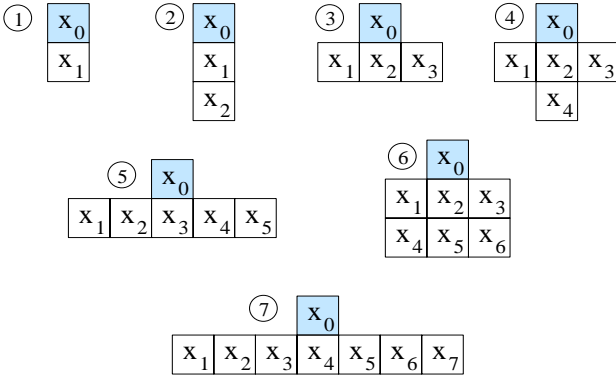 1 x₀ 2 x₀ 3 x₀ 4 x₀
x₁ x₁ x₁ x₂ x₃ x₁ x₂ x₃
x₂ x₄
6 x₀
5 x₀ x₁ x₂ x₃
x₁ x₂ x₃ x₄ x₅ x₄ x₅ x₆
7 x₀
x₁ x₂ x₃ x₄ x₅ x₆ x₇